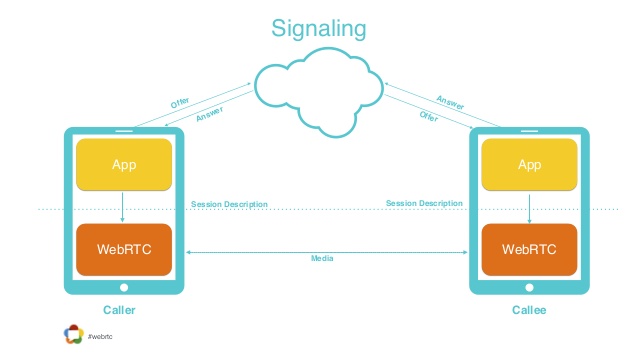 Signaling
Offer
Answer
Answer
Offer
App
App
Session Description
Session Description
WebRTC
WebRTC
Media
Caller
Callee
#webrtc